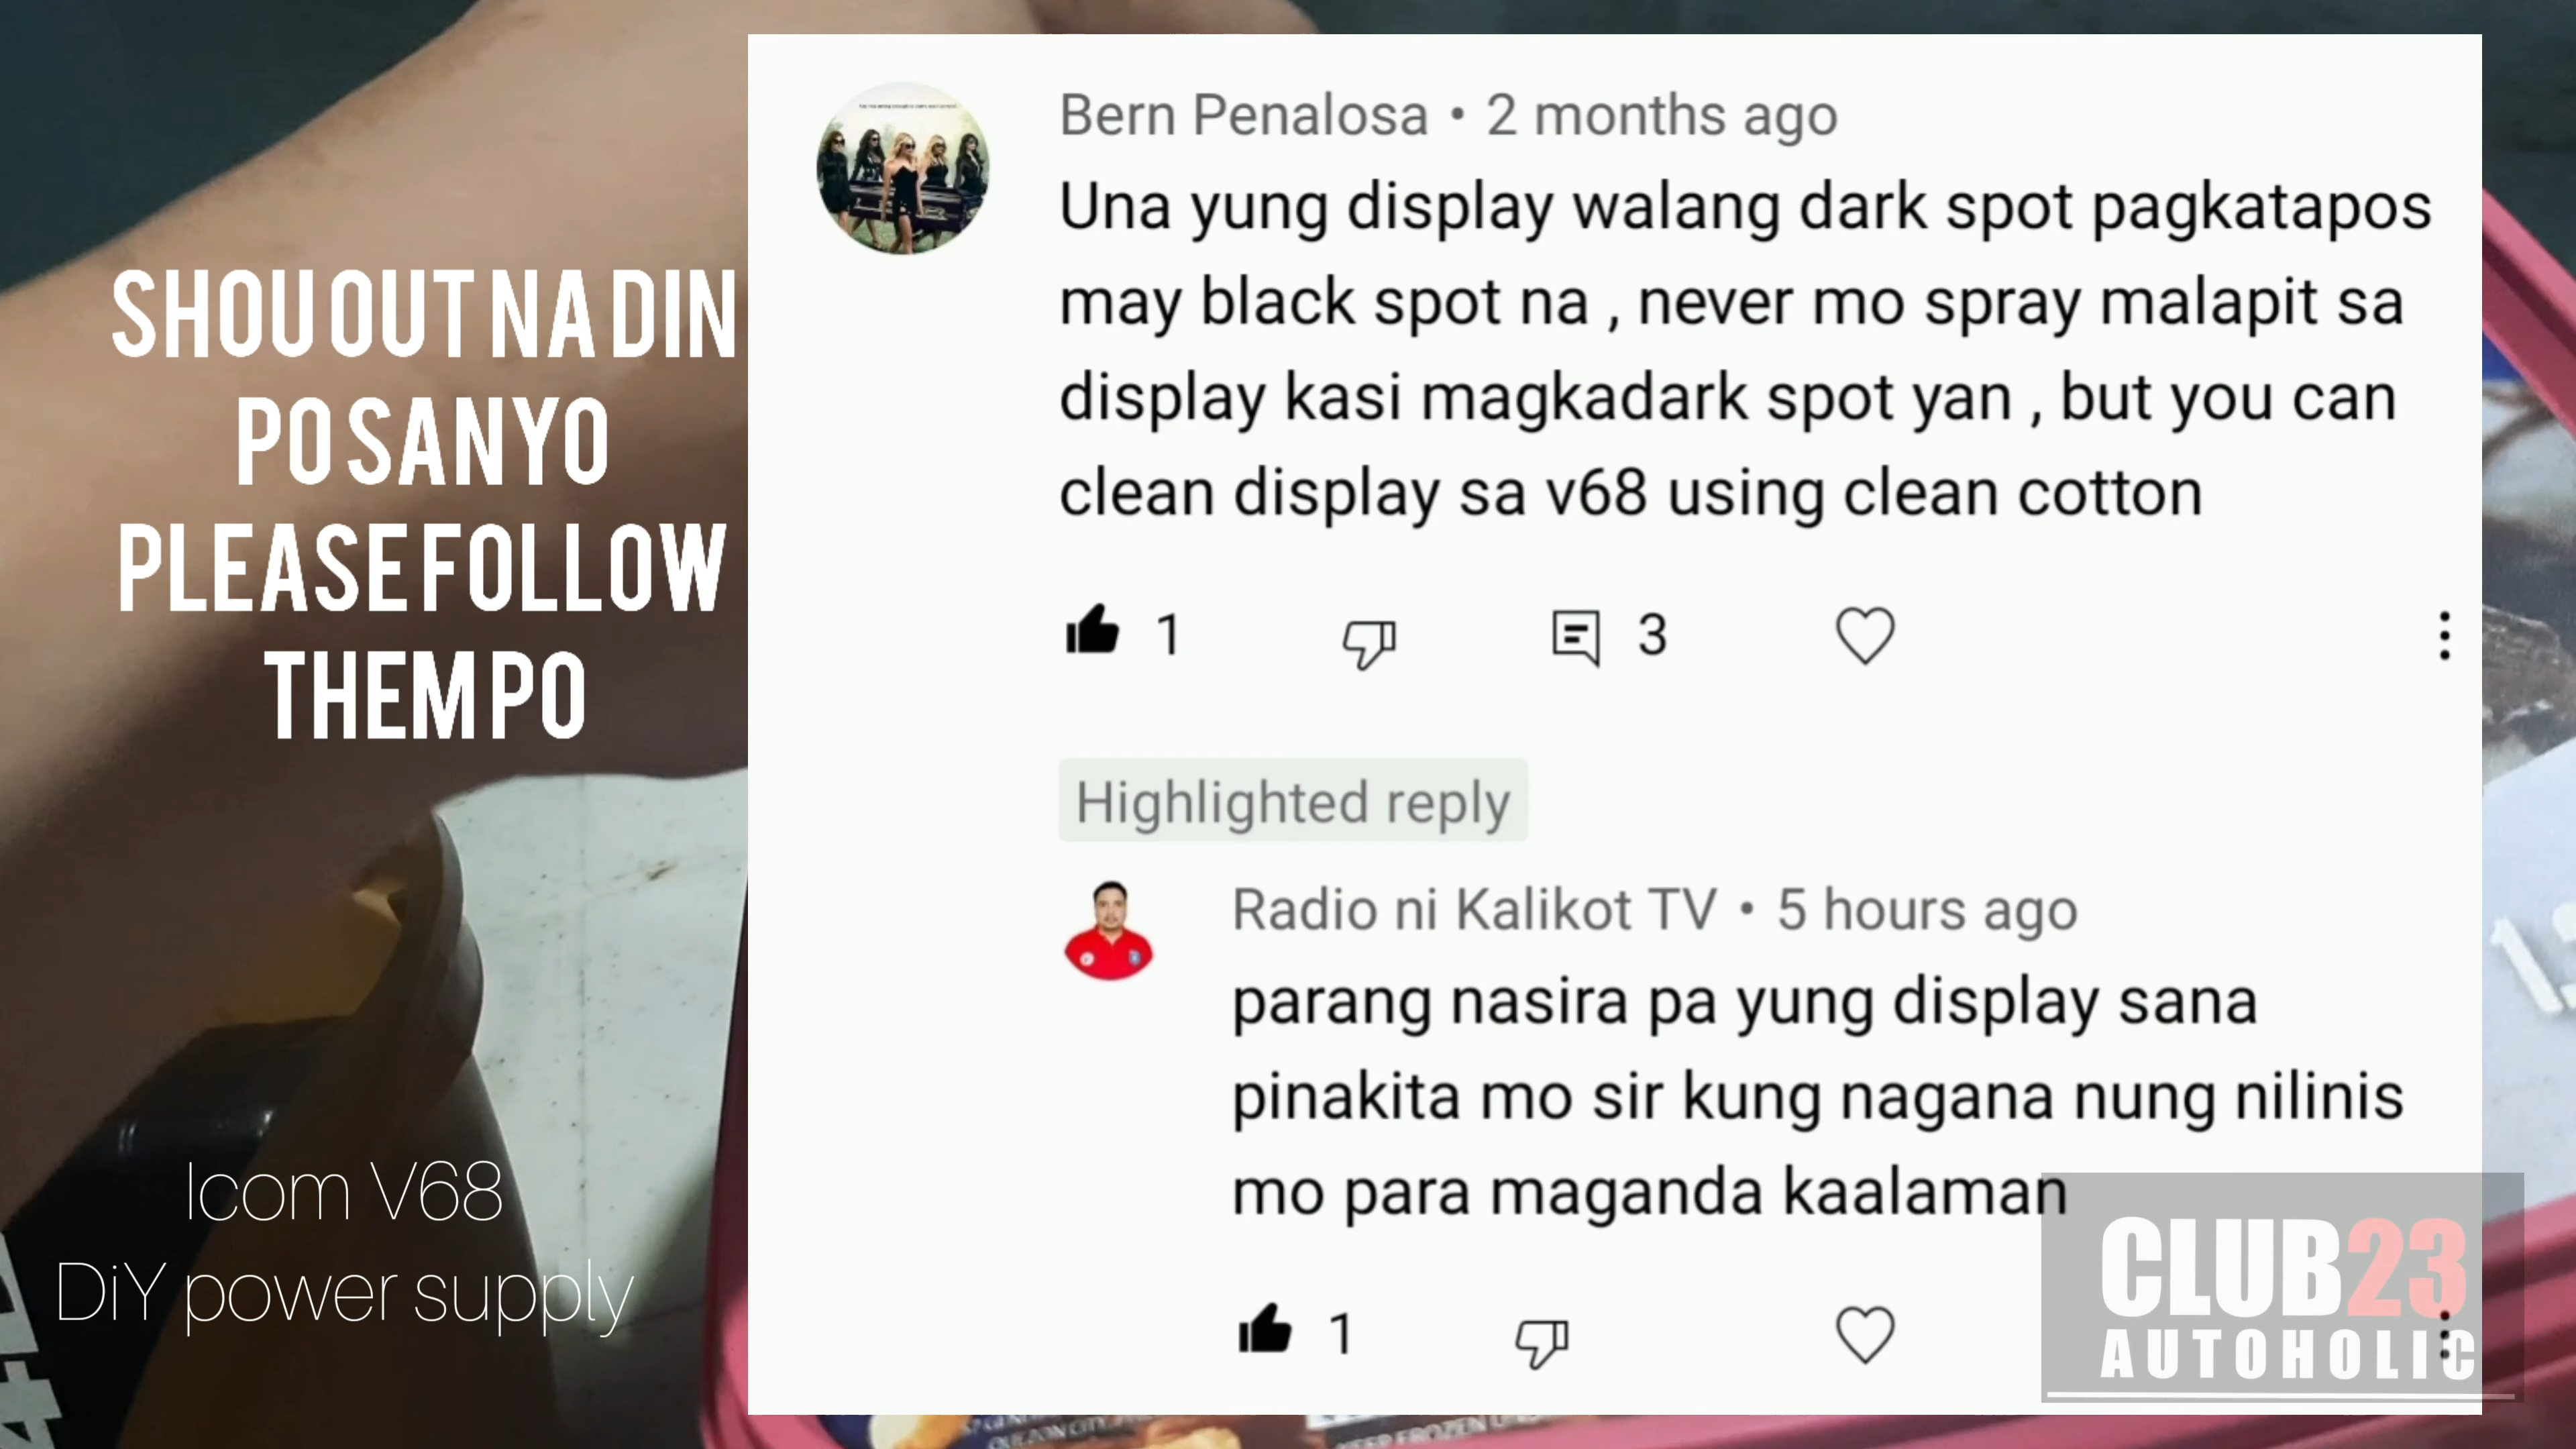 SHOUOUT NA DIN
PO SA NYO
PLEASE FOLLOW
THEM PO
Icom V68
DiY power supply
Bern Penalosa • 2 months ago
Una yung display walang dark spot pagkatapos
may black spot na , never mo spray malapit sa
display kasi magkadark spot yan , but you can
clean display sa v68 using clean cotton
1
3
Highlighted reply
Radio ni Kalikot TV • 5 hours ago
parang nasira pa yung display sana
pinakita mo sir kung nagana nung nilinis
mo para maganda kaalaman
1
CLUB23
AUTOHOLIC